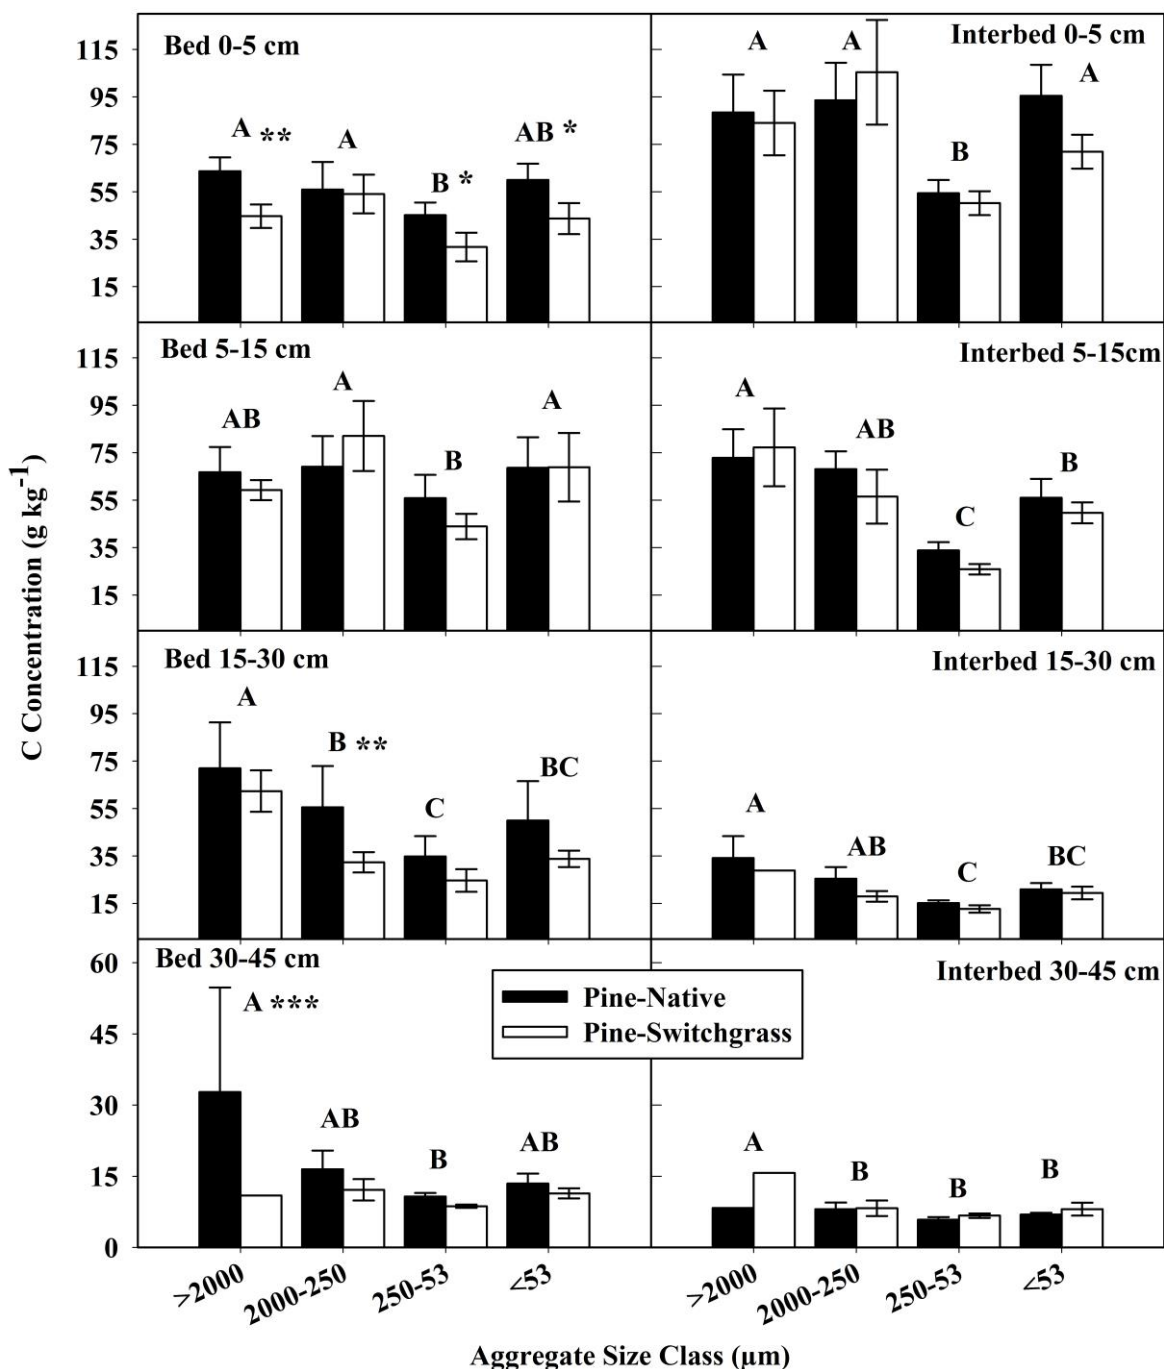 C Concentration (g kg-1)
Bed 0-5 cm
115
95
75
55
35
15
A **
A
B *
AB *
Interbed 0-5 cm
A
A
B
A
Bed 5-15 cm
115
95
75
55
35
15
AB
A
B
A
Interbed 5-15cm
A
AB
C
B
Bed 15-30 cm
115
95
75
55
35
15
A
B **
C
BC
Interbed 15-30 cm
A
AB
C
BC
Bed 30-45 cm
60
45
30
15
0
A ***
AB
B
AB
Interbed 30-45 cm
Pine-Native
Pine-Switchgrass
A
B
B
B
>2000
2000-250
250-53
<53
>2000
2000-250
250-53
<53
Aggregate Size Class (µm)